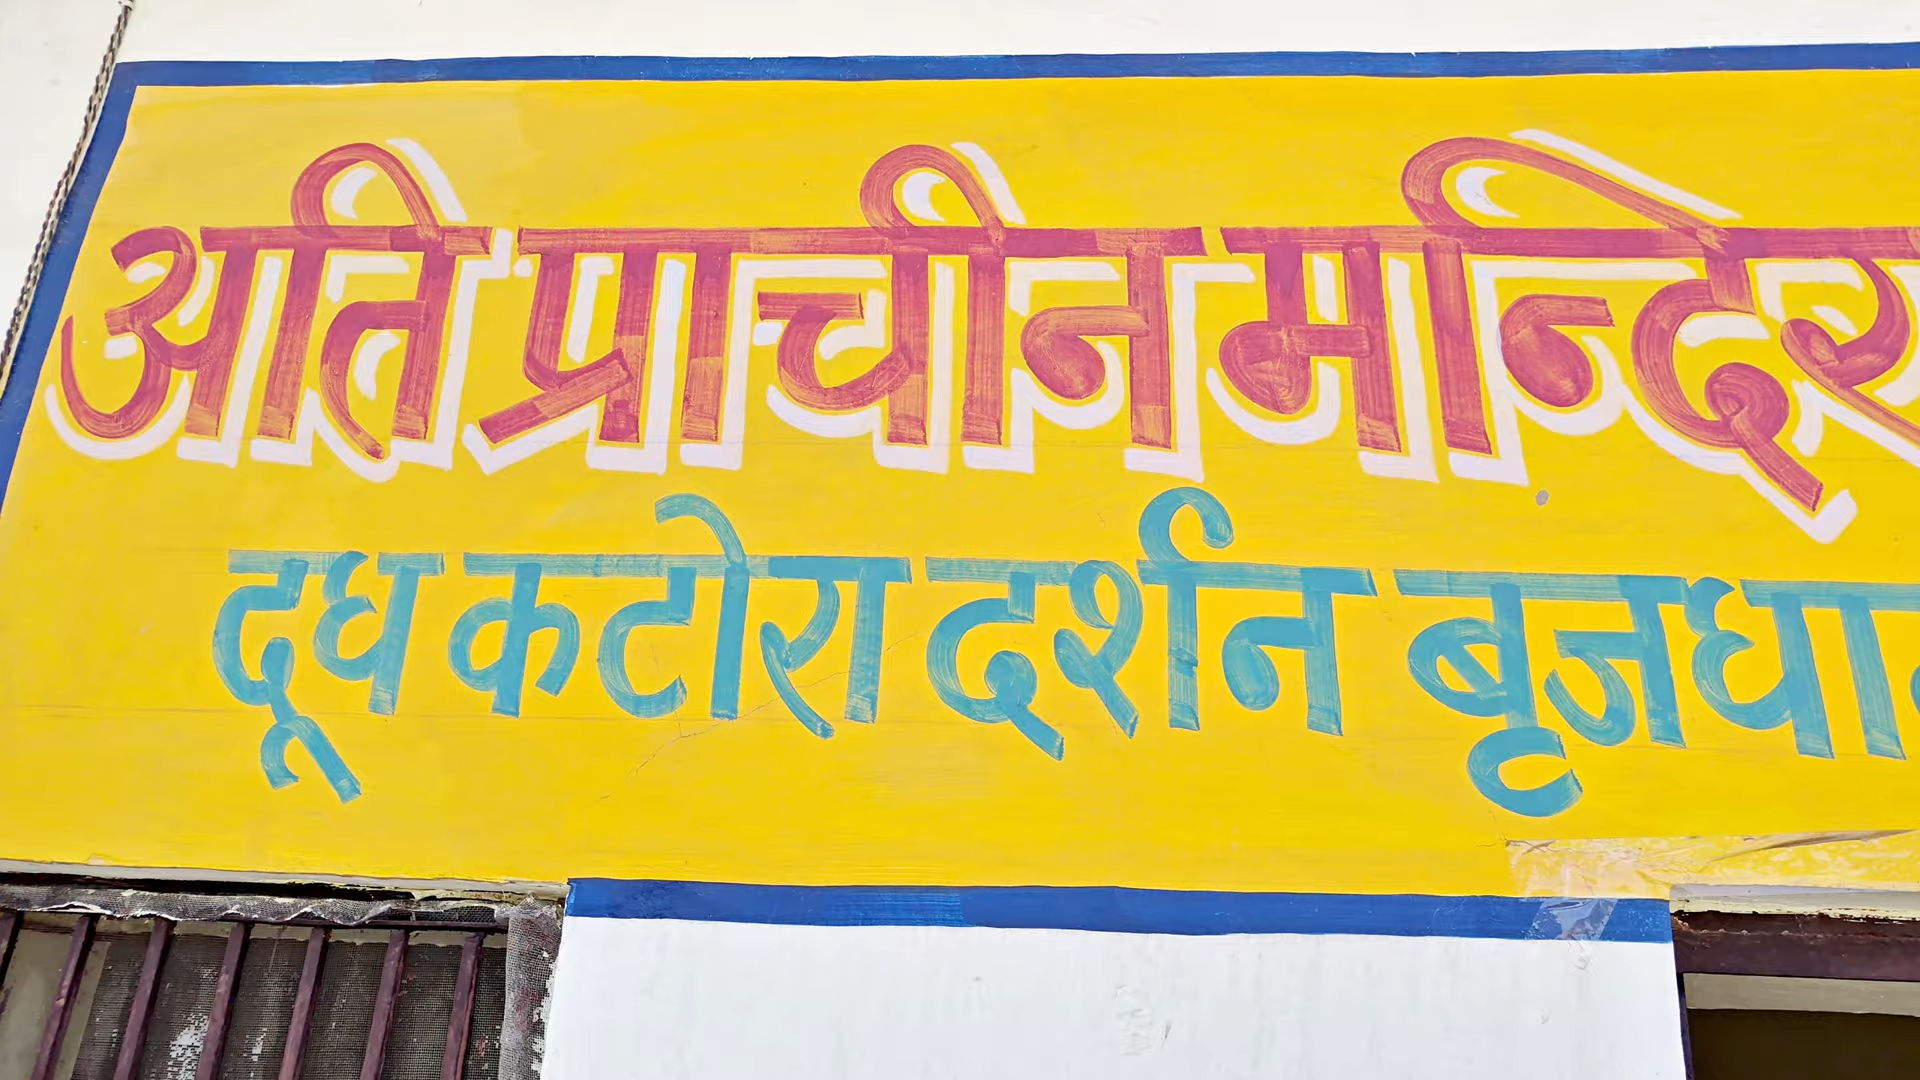 अति प्राचीन मन्दिर
दूध कटोरा दर्शन बृजधा